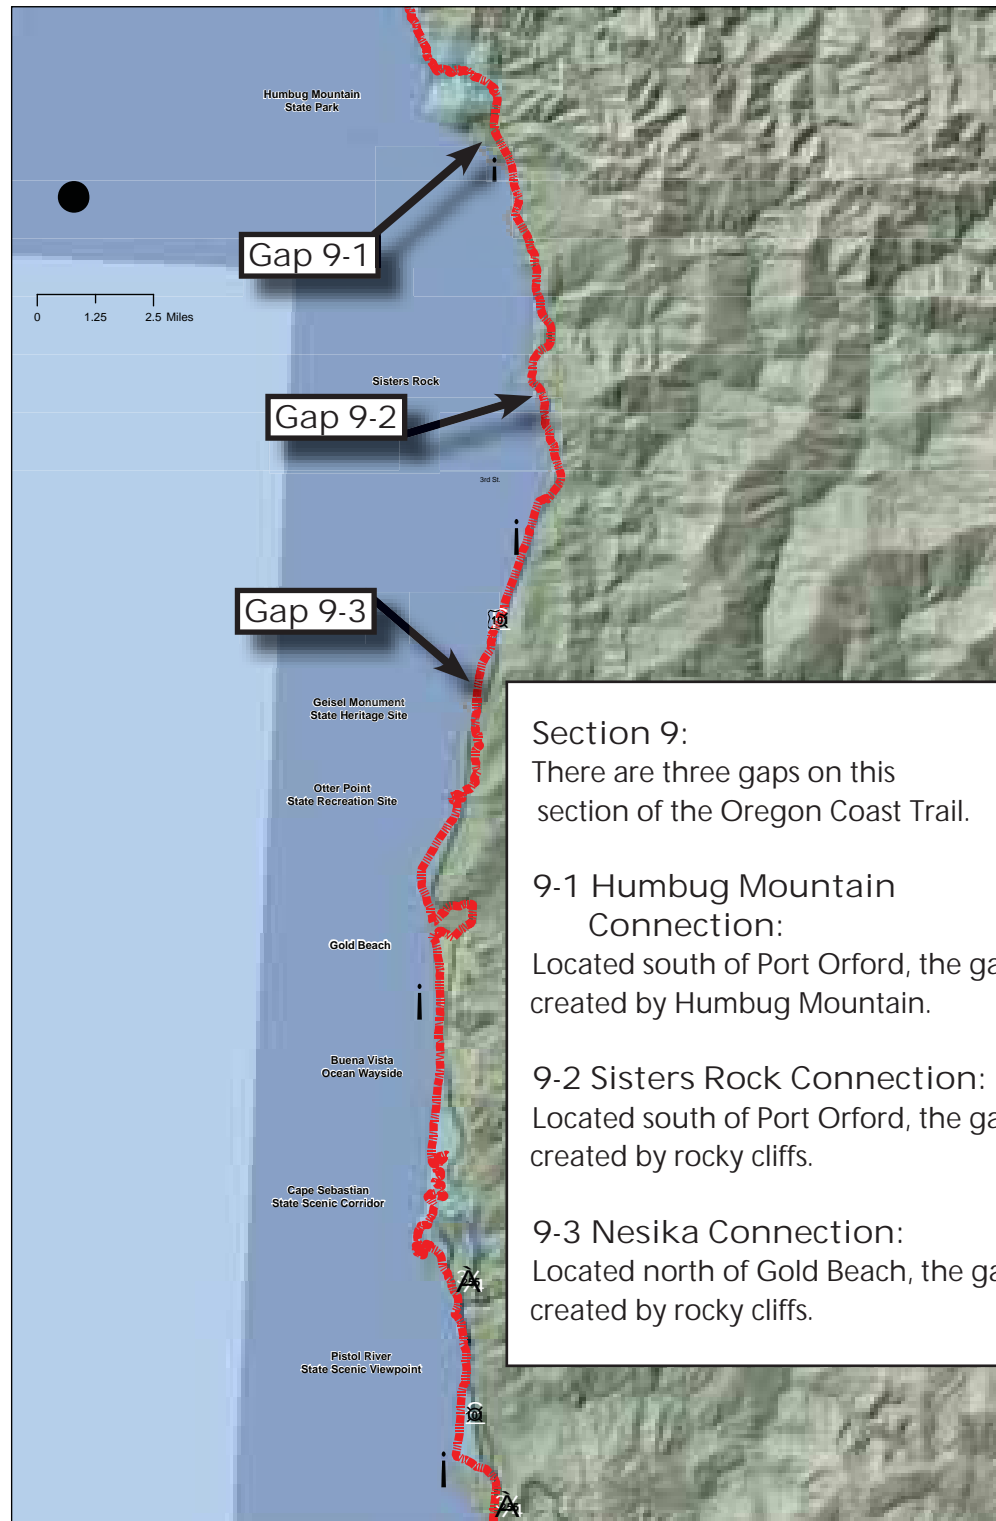 Humbug Mountain
State Park
Gap 9-1
0 1.25 2.5 Miles
Sisters Rock
Gap 9-2
3rd St.
Gap 9-3
Geisel Monument
State Heritage Site
Otter Point
State Recreation Site
Gold Beach
Buena Vista
Ocean Wayside
Cape Sebastian
State Scenic Corridor
Pistol River
State Scenic Viewpoint
Section 9:
There are three gaps on this
section of the Oregon Coast Trail.
9-1 Humbug Mountain
Connection:
Located south of Port Orford, the ga
created by Humbug Mountain.
9-2 Sisters Rock Connection:
Located south of Port Orford, the ga
created by rocky cliffs.
9-3 Nesika Connection:
Located north of Gold Beach, the ga
created by rocky cliffs.